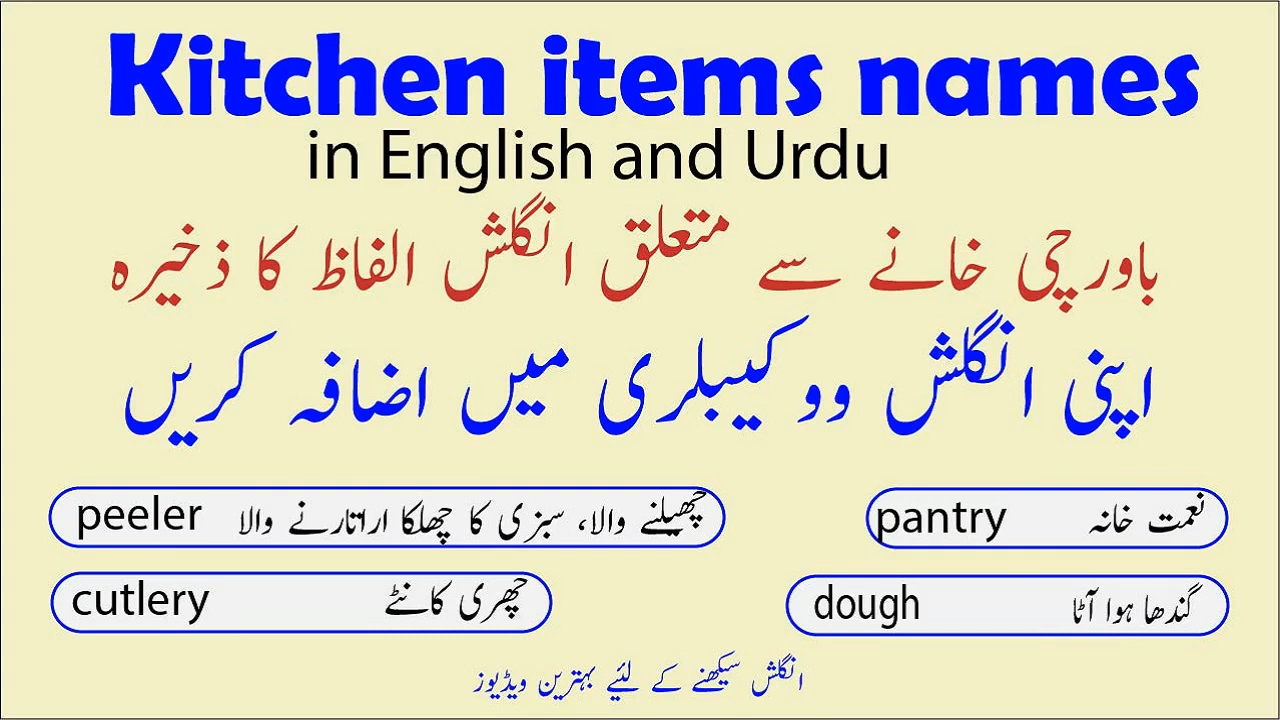 Kitchen items names
in English and Urdu
باورچی خانے سے متعلق انگلش الفاظ کا ذخیرہ
اپنی انگلش ووکیبلری میں اضافہ کریں
peeler چھیلنے والا، سبزی کا چھلکا اراتارنے والا
pantry نعمت خانہ
cutlery چھری کانٹے
dough گندھا ہوا آٹا
انگلش سیکھنے کے لئیے بہترین ویڈیوز